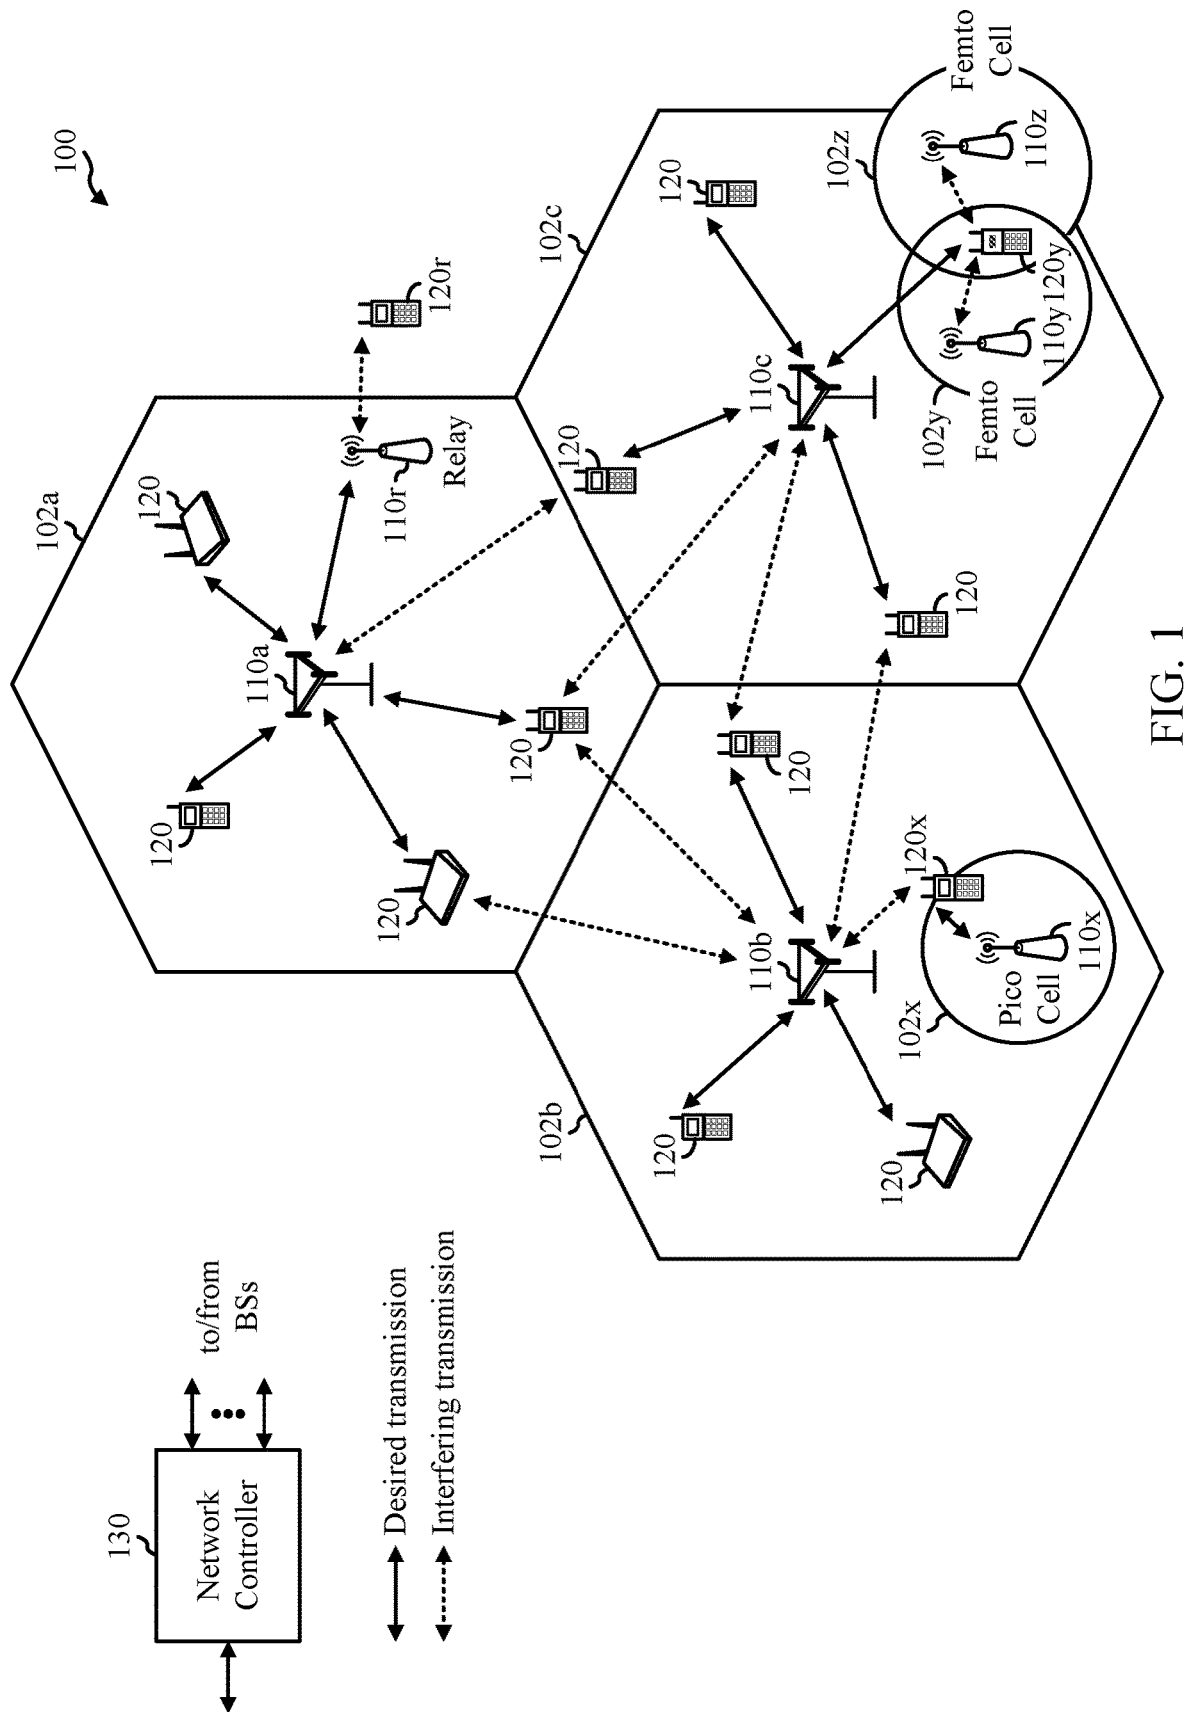 100
130
Network
Controller
to/from
BSs
Desired transmission
Interfering transmission
102a
120
120
110a
120
120
110r
Relay
120r
102b
120
120
110b
120
102x
Pico
Cell
110x
120x
102c
120
120
110c
120
102y
Femto
Cell
110y
120y
102z
110z
Femto
Cell
FIG. 1